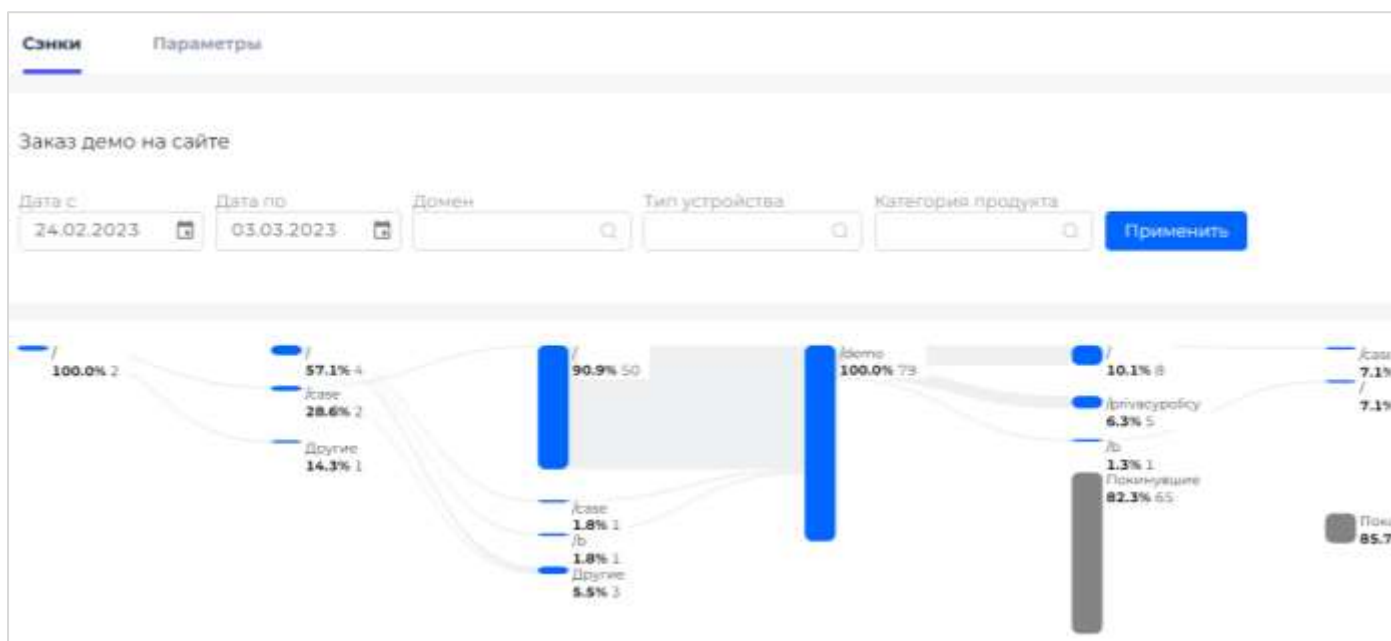 Сэнки Параметры
Заказ демо на сайте
Дата с Дата по Домен Тип устройства Категория продукта
24.02.2023 03.03.2023 Применить
/
100.0% 2
/
57.1% 4
/case
28.6% 2
Другие
14.3% 1
/
90.9% 50
/case
1.8% 1
/b
1.8% 1
Другие
5.5% 3
/demo
100.0% 79
/
10.1% 8
/privacypolicy
6.3% 5
/b
1.3% 1
Покинувшие
82.3% 65
/case
7.1%
/
7.1%
85.7